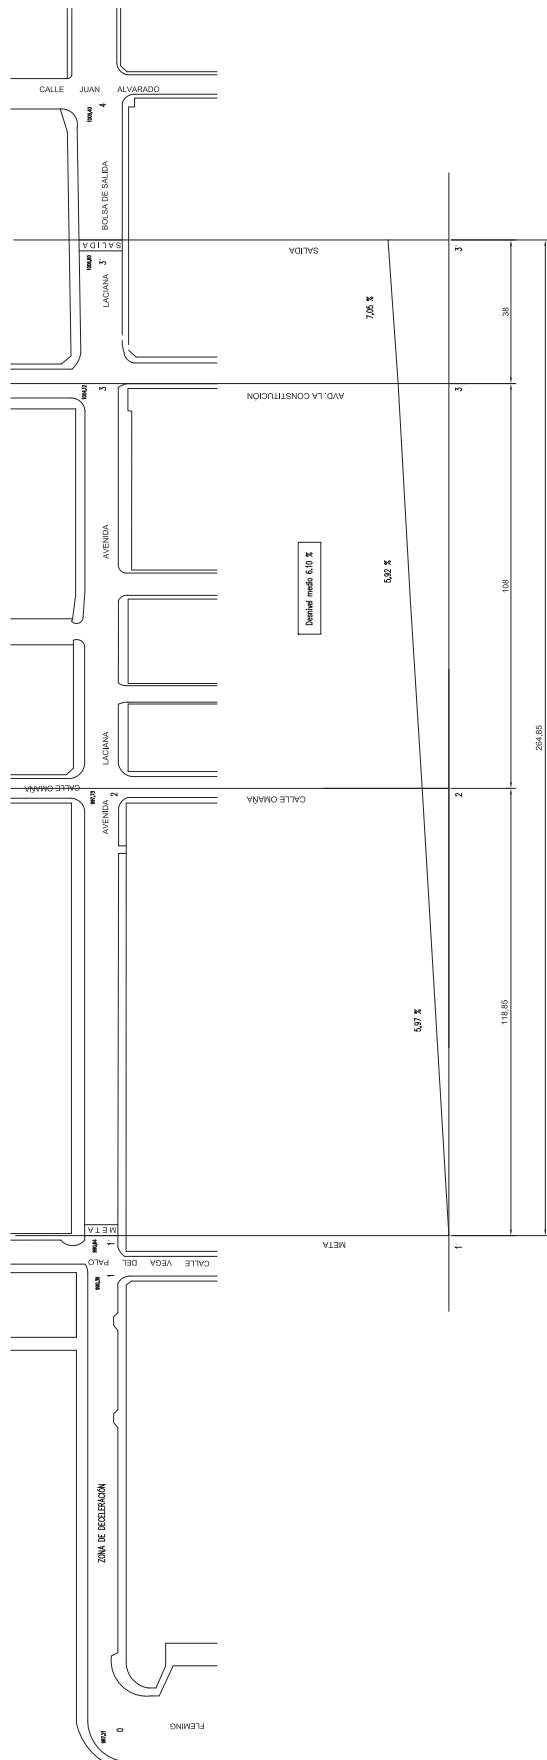 CALLE JUAN ALVARADO
4
BOLSA DE SALIDA
SALIDA
3'
LACIANA
SALIDA
3'
7,05 %
38
3
AVD. LA CONSTITUCIÓN
3
AVENIDA
Desnivel medio 6.10 %
5,92 %
108
264,85
LACIANA
CALLE OMAÑA
2
AVENIDA
CALLE OMAÑA
2
5,97 %
118,85
META
1'
META
1'
CALLE VEGA DEL PALO
1
ZONA DE DECELERACIÓN
0
FLEMING